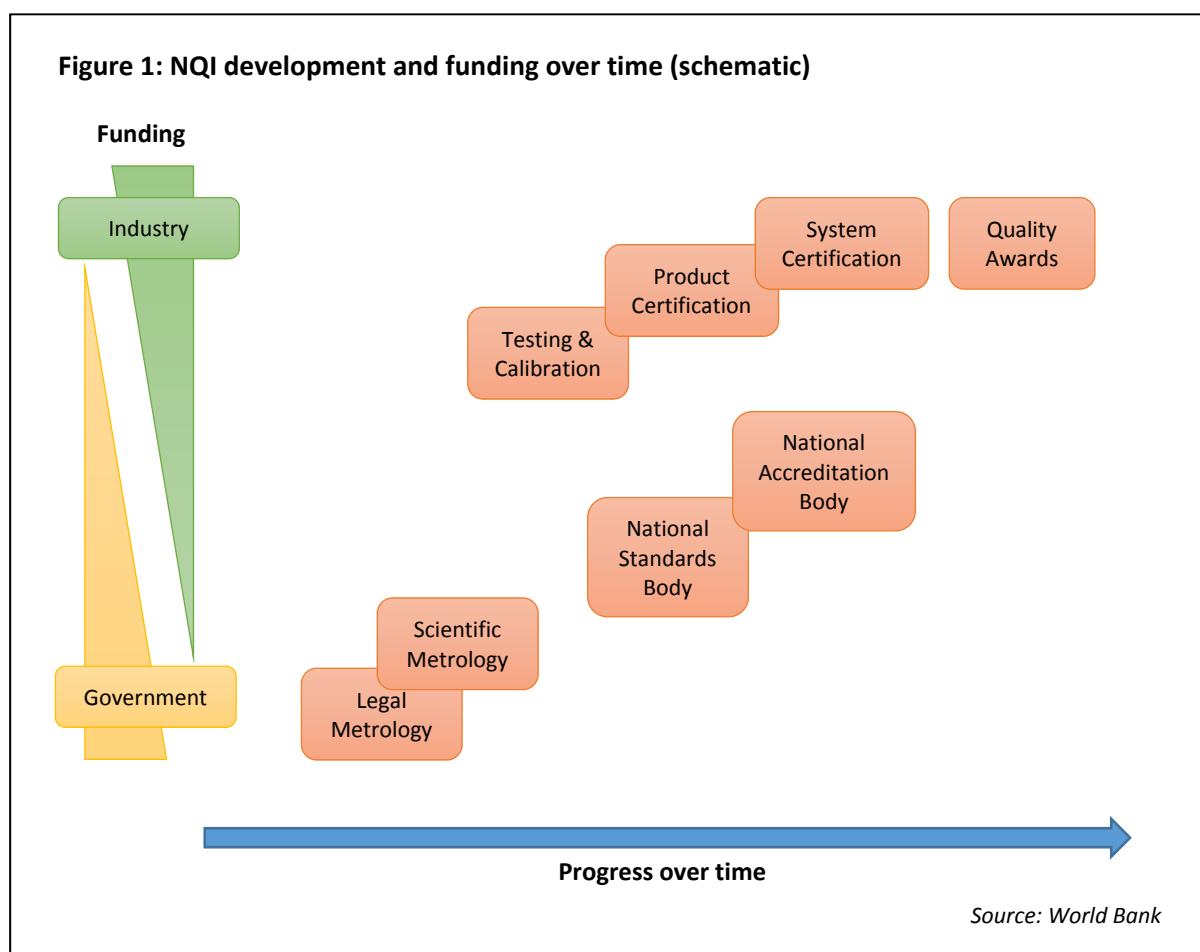 Figure 1: NQI development and funding over time (schematic)
Funding
Industry
System
Certification
Quality
Awards
Product
Certification
Testing &
Calibration
National
Accreditation
Body
National
Standards
Body
Scientific
Metrology
Government
Legal
Metrology
Progress over time
Source: World Bank